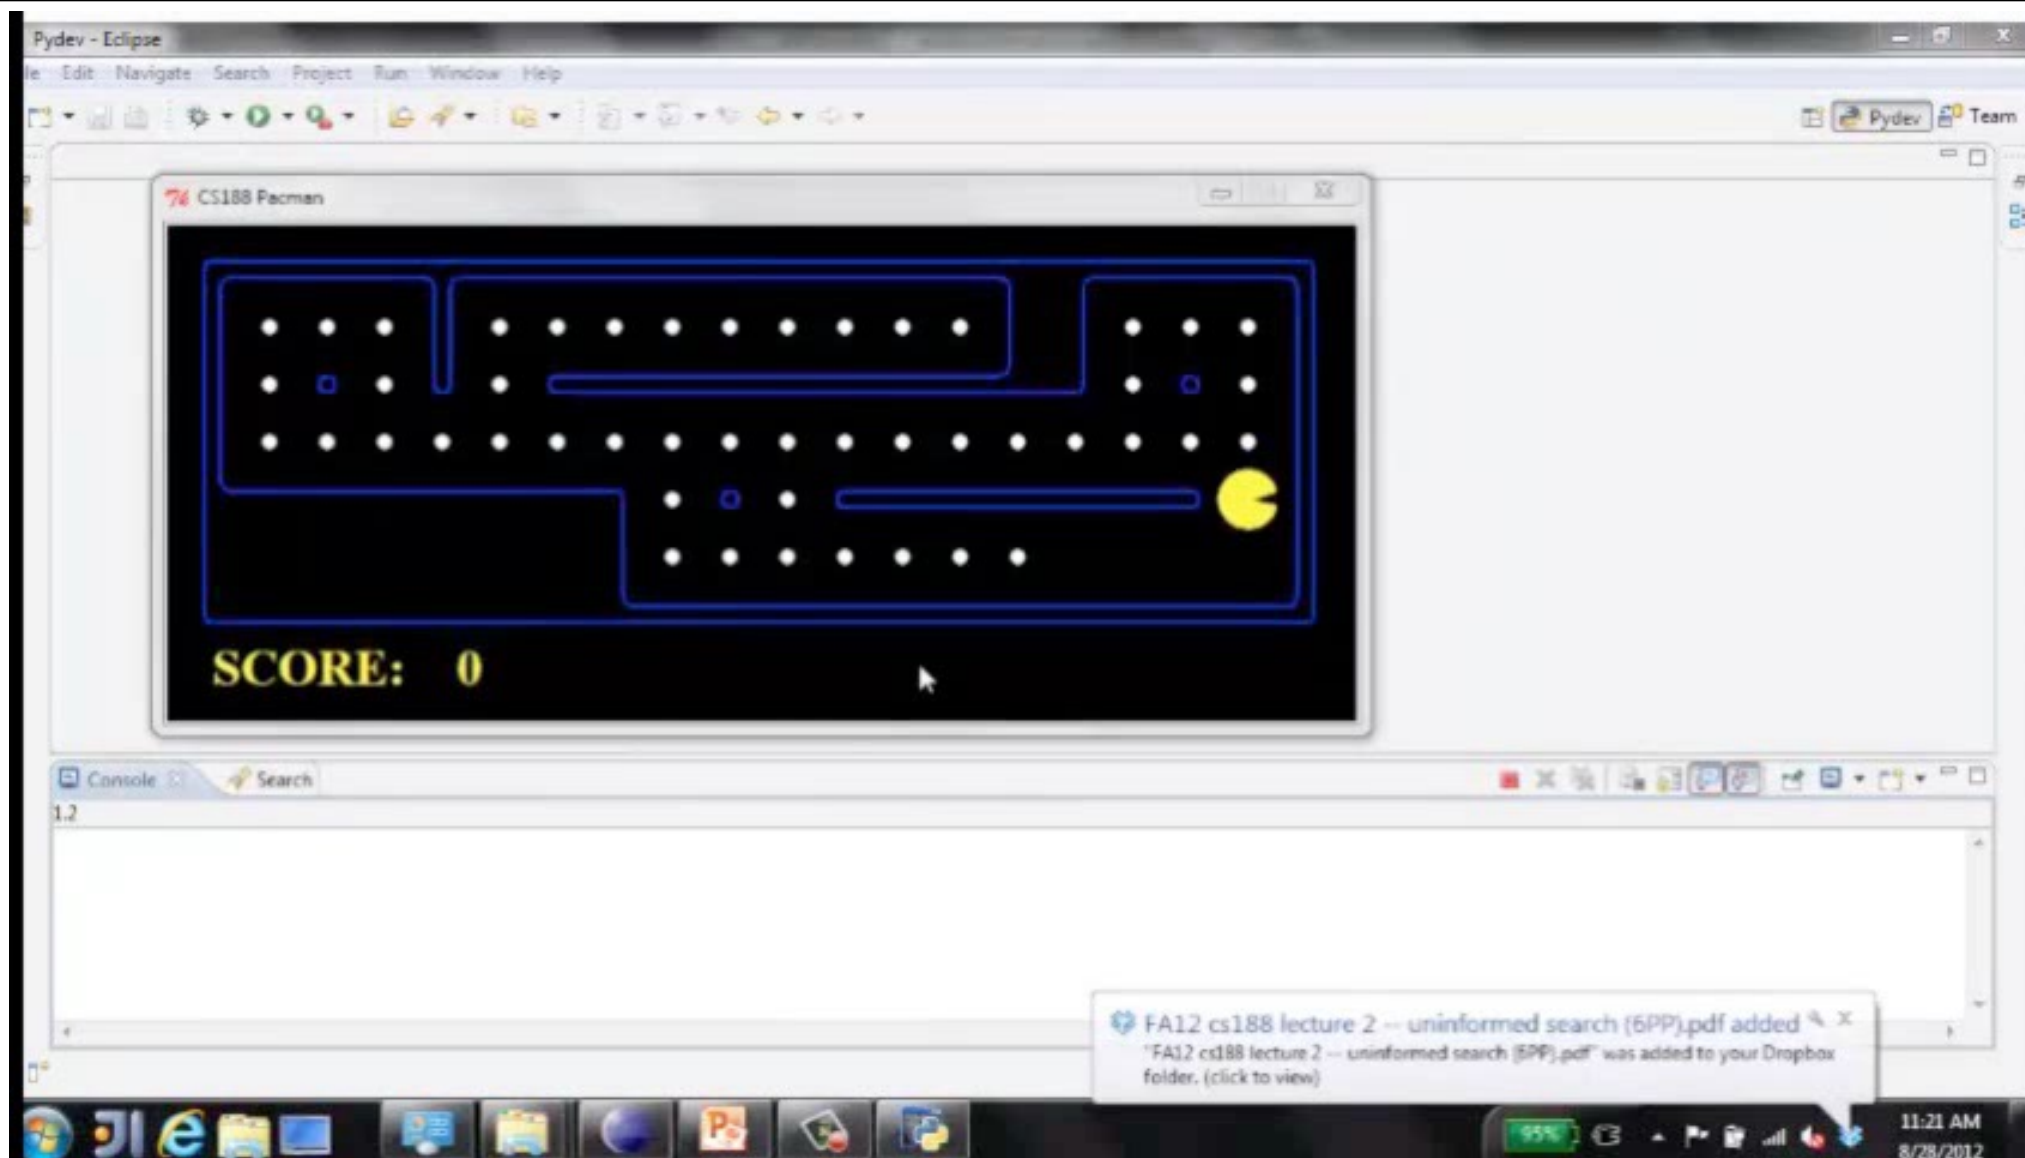 Pydev - Eclipse
le Edit Navigate Search Project Run Window Help
Pydev Team
CS188 Pacman
SCORE: 0
Console Search
1.2
FA12 cs188 lecture 2 -- uninformed search (6PP).pdf added
"FA12 cs188 lecture 2 -- uninformed search (6PP).pdf" was added to your Dropbox
folder. (click to view)
95%
11:21 AM
8/28/2012